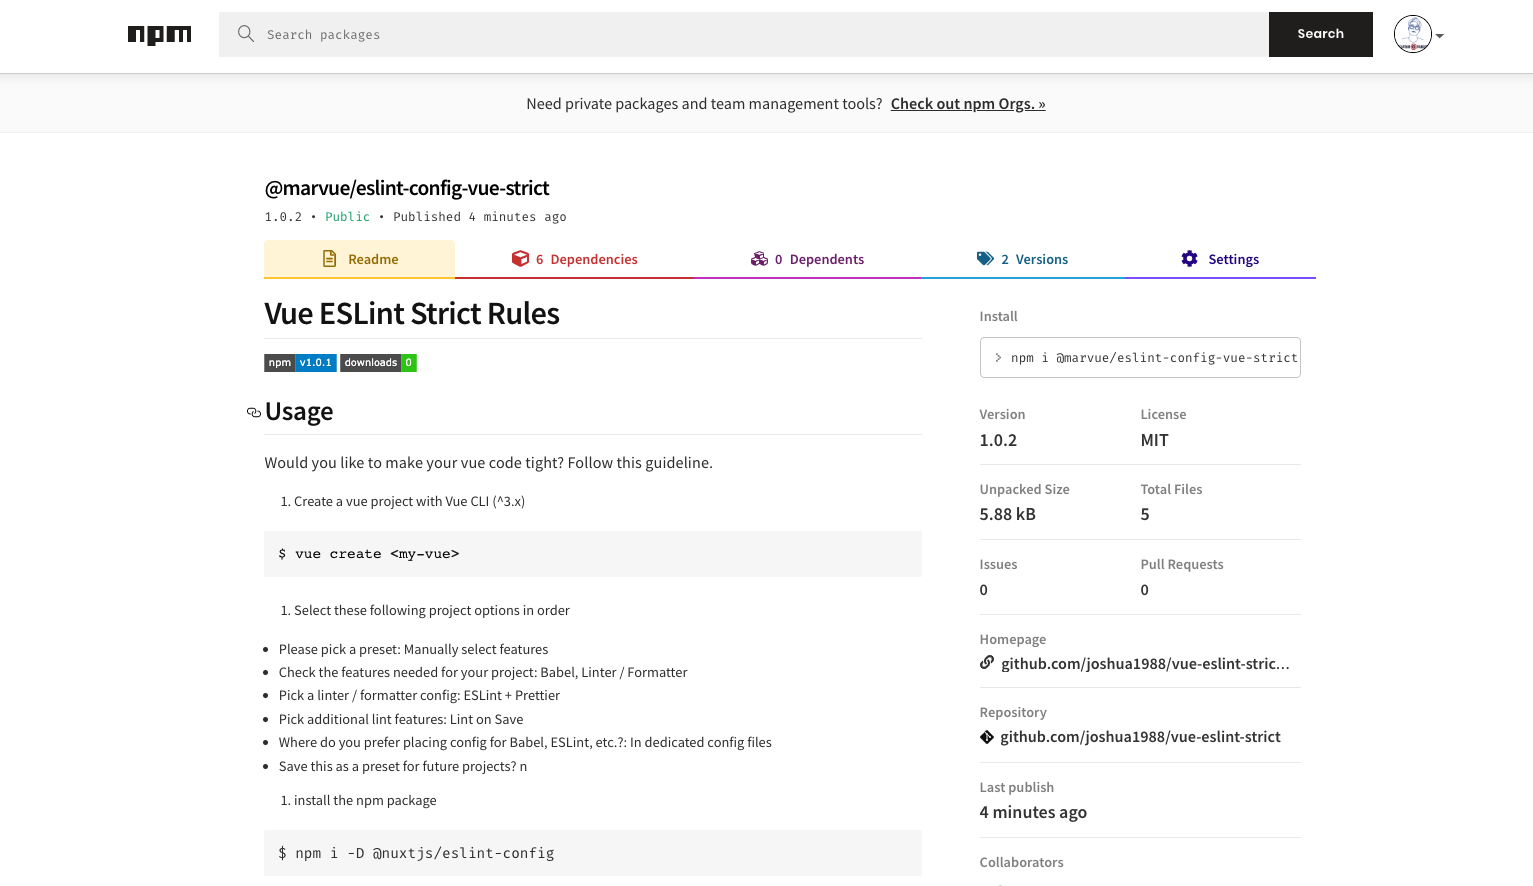 npm
Search packages
Search
Need private packages and team management tools? Check out npm Orgs. »
@marvue/eslint-config-vue-strict
1.0.2 • Public • Published 4 minutes ago
Readme
6 Dependencies
0 Dependents
2 Versions
Settings
Vue ESLint Strict Rules
npm v1.0.1 downloads 0
Usage
Would you like to make your vue code tight? Follow this guideline.
1. Create a vue project with Vue CLI (^3.x)
$ vue create <my-vue>
1. Select these following project options in order
• Please pick a preset: Manually select features
• Check the features needed for your project: Babel, Linter / Formatter
• Pick a linter / formatter config: ESLint + Prettier
• Pick additional lint features: Lint on Save
• Where do you prefer placing config for Babel, ESLint, etc.?: In dedicated config files
• Save this as a preset for future projects? n
1. install the npm package
$ npm i -D @nuxtjs/eslint-config
Install
> npm i @marvue/eslint-config-vue-strict
Version
1.0.2
License
MIT
Unpacked Size
5.88 kB
Total Files
5
Issues
0
Pull Requests
0
Homepage
github.com/joshua1988/vue-eslint-stric...
Repository
github.com/joshua1988/vue-eslint-strict
Last publish
4 minutes ago
Collaborators